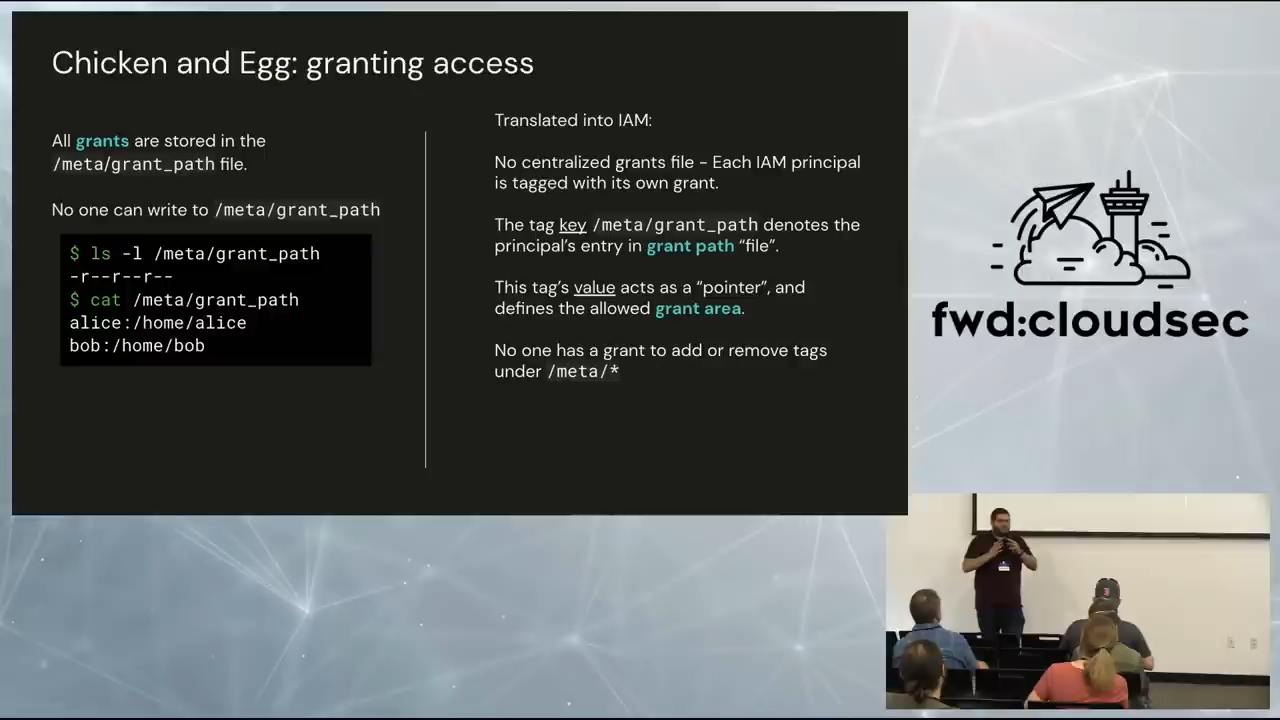 Chicken and Egg: granting access
All grants are stored in the
/meta/grant_path file.
No one can write to /meta/grant_path
$ ls -l /meta/grant_path
-r--r--r--
$ cat /meta/grant_path
alice:/home/alice
bob:/home/bob
Translated into IAM:
No centralized grants file - Each IAM principal
is tagged with its own grant.
The tag key /meta/grant_path denotes the
principal's entry in grant path “file”.
This tag's value acts as a “pointer”, and
defines the allowed grant area.
No one has a grant to add or remove tags
under /meta/*
fwd:cloudsec